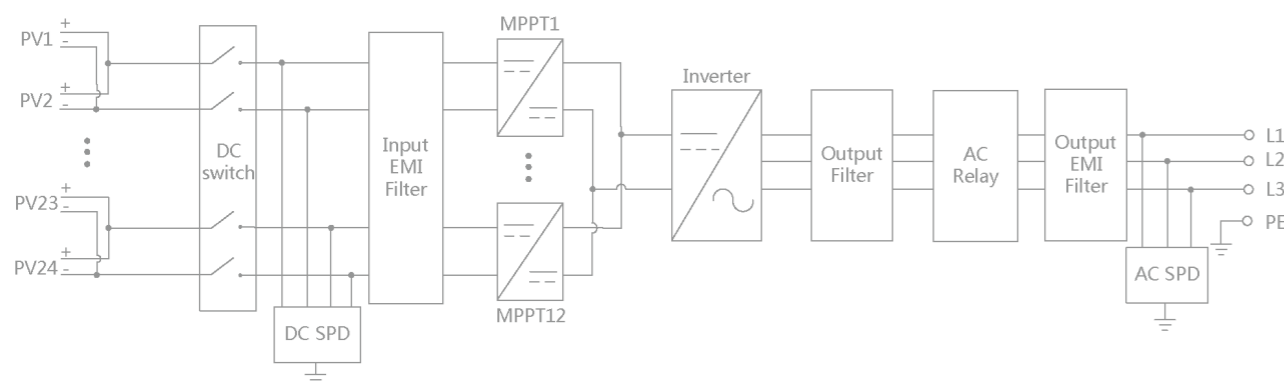 PV1
+
-
PV2
+
-
PV23
+
-
PV24
+
-
DC
switch
DC SPD
Input
EMI
Filter
MPPT1
MPPT12
Inverter
Output
Filter
AC
Relay
Output
EMI
Filter
L1
L2
L3
PE
AC SPD